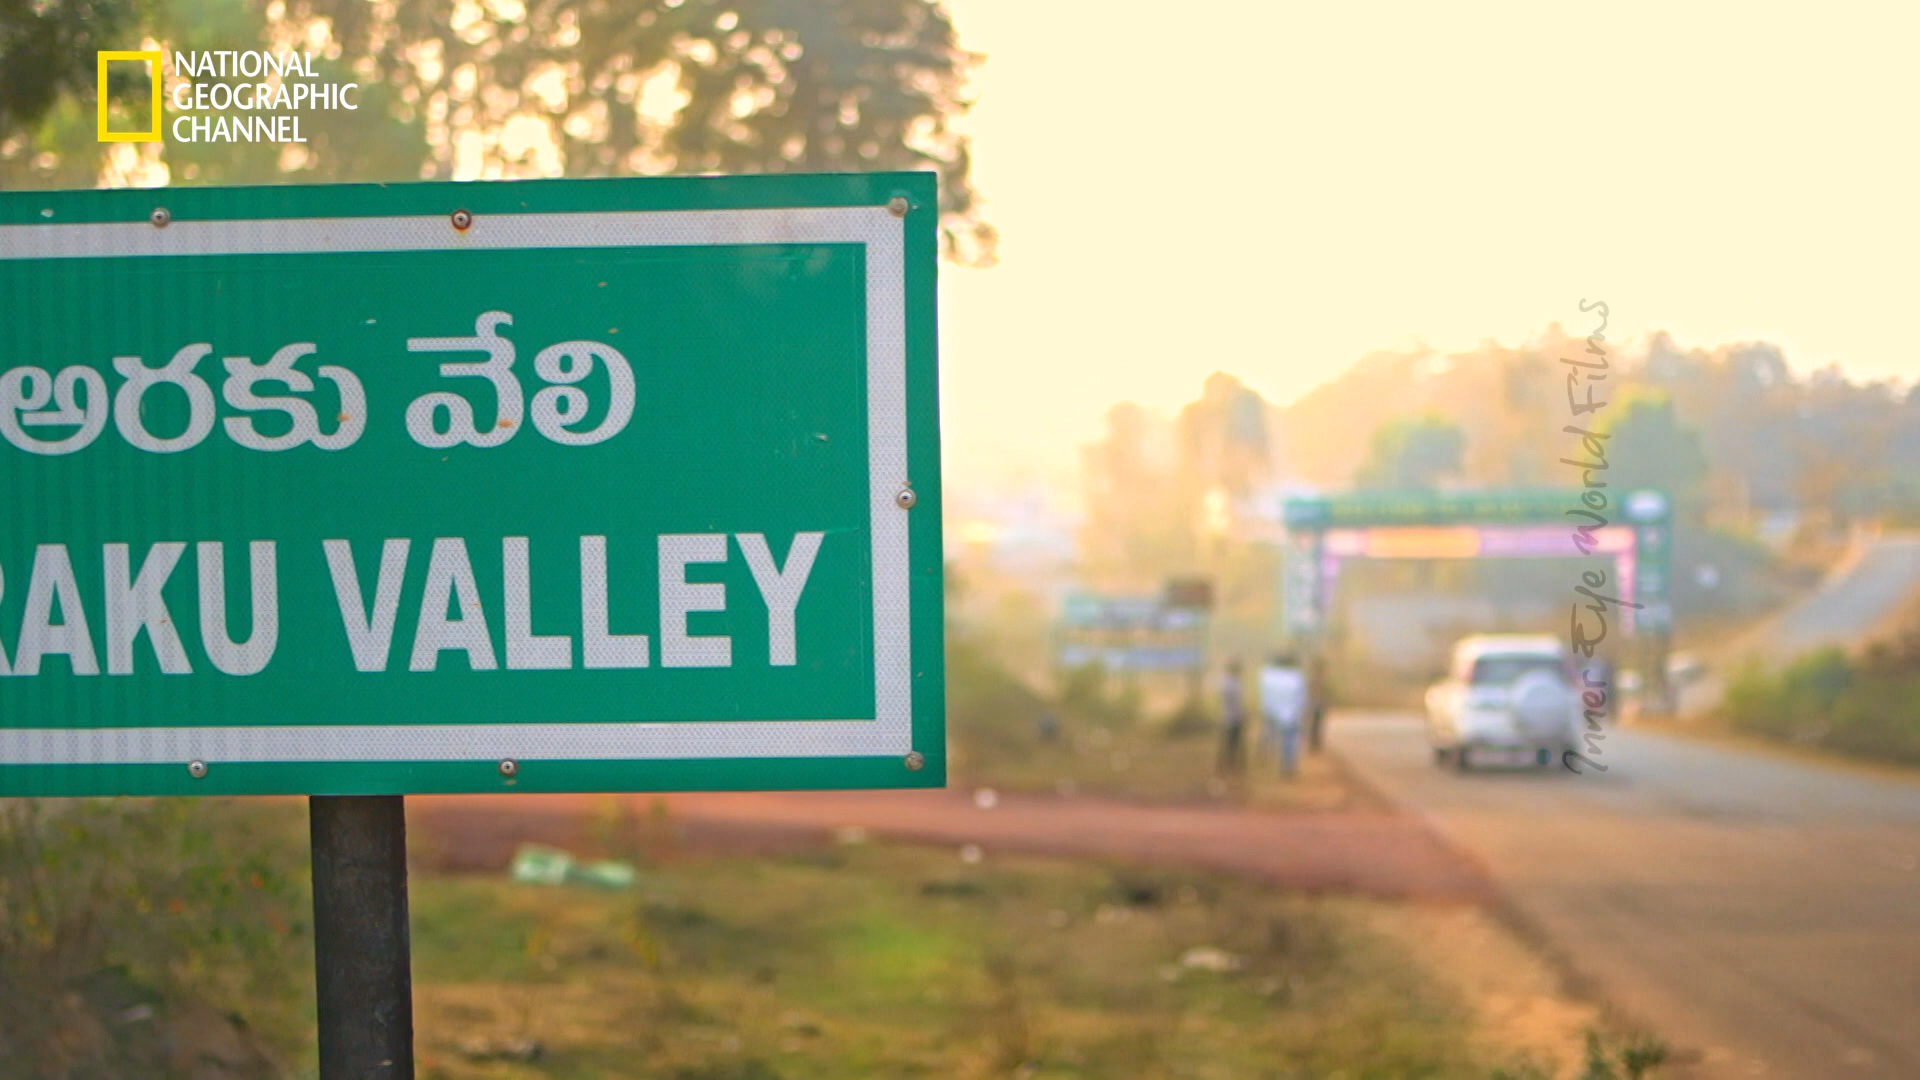 NATIONAL
GEOGRAPHIC
CHANNEL
అరకు వేలి
RAKU VALLEY
Inner Eye World Films